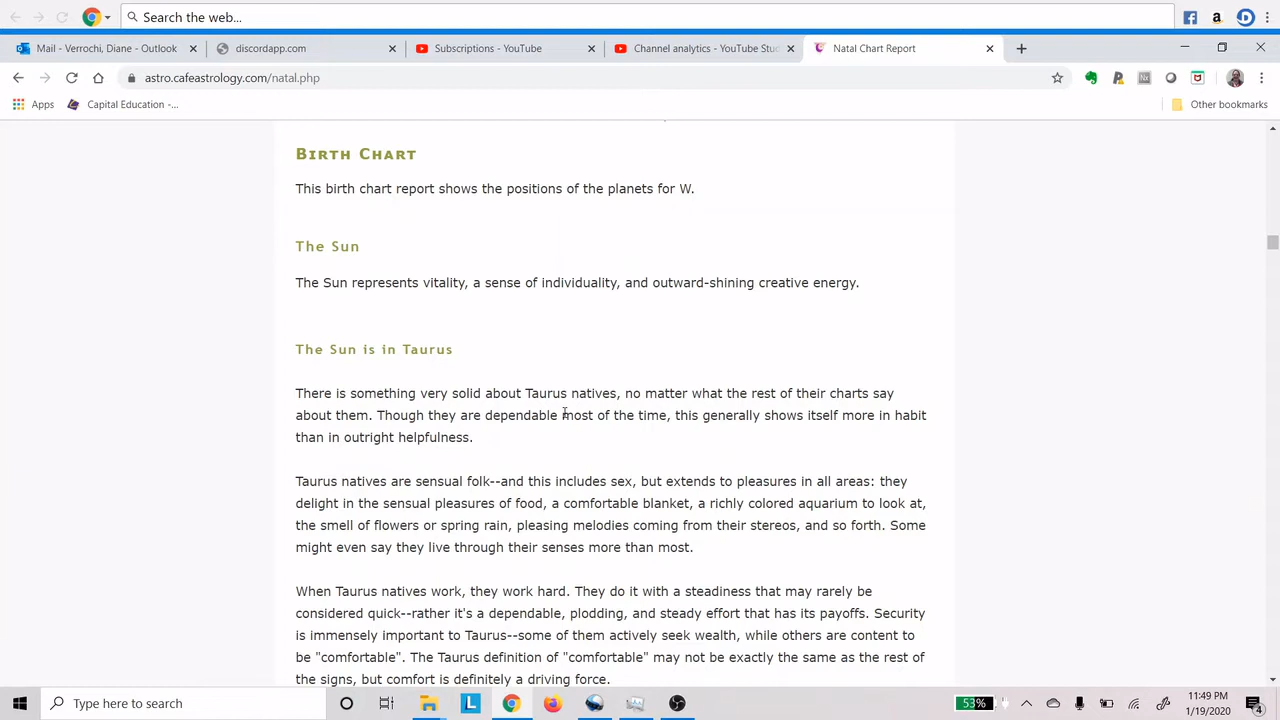 Search the web...
Mail - Verrochi, Diane - Outlook
discordapp.com
Subscriptions - YouTube
Channel analytics - YouTube Stud
Natal Chart Report
astro.cafeastrology.com/natal.php
Apps
Capital Education -...
Other bookmarks
BIRTH CHART
This birth chart report shows the positions of the planets for W.
The Sun
The Sun represents vitality, a sense of individuality, and outward-shining creative energy.
The Sun is in Taurus
There is something very solid about Taurus natives, no matter what the rest of their charts say
about them. Though they are dependable most of the time, this generally shows itself more in habit
than in outright helpfulness.
Taurus natives are sensual folk--and this includes sex, but extends to pleasures in all areas: they
delight in the sensual pleasures of food, a comfortable blanket, a richly colored aquarium to look at,
the smell of flowers or spring rain, pleasing melodies coming from their stereos, and so forth. Some
might even say they live through their senses more than most.
When Taurus natives work, they work hard. They do it with a steadiness that may rarely be
considered quick--rather it's a dependable, plodding, and steady effort that has its payoffs. Security
is immensely important to Taurus--some of them actively seek wealth, while others are content to
be "comfortable". The Taurus definition of "comfortable" may not be exactly the same as the rest of
the signs, but comfort is definitely a driving force.
Type here to search
53%
11:49 PM
1/19/2020
4